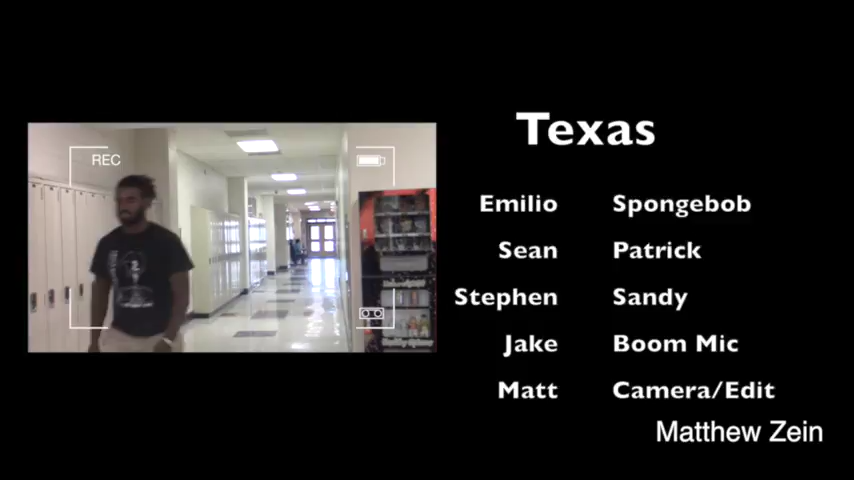 REC
Texas
Emilio Spongebob
Sean Patrick
Stephen Sandy
Jake Boom Mic
Matt Camera/Edit
Matthew Zein